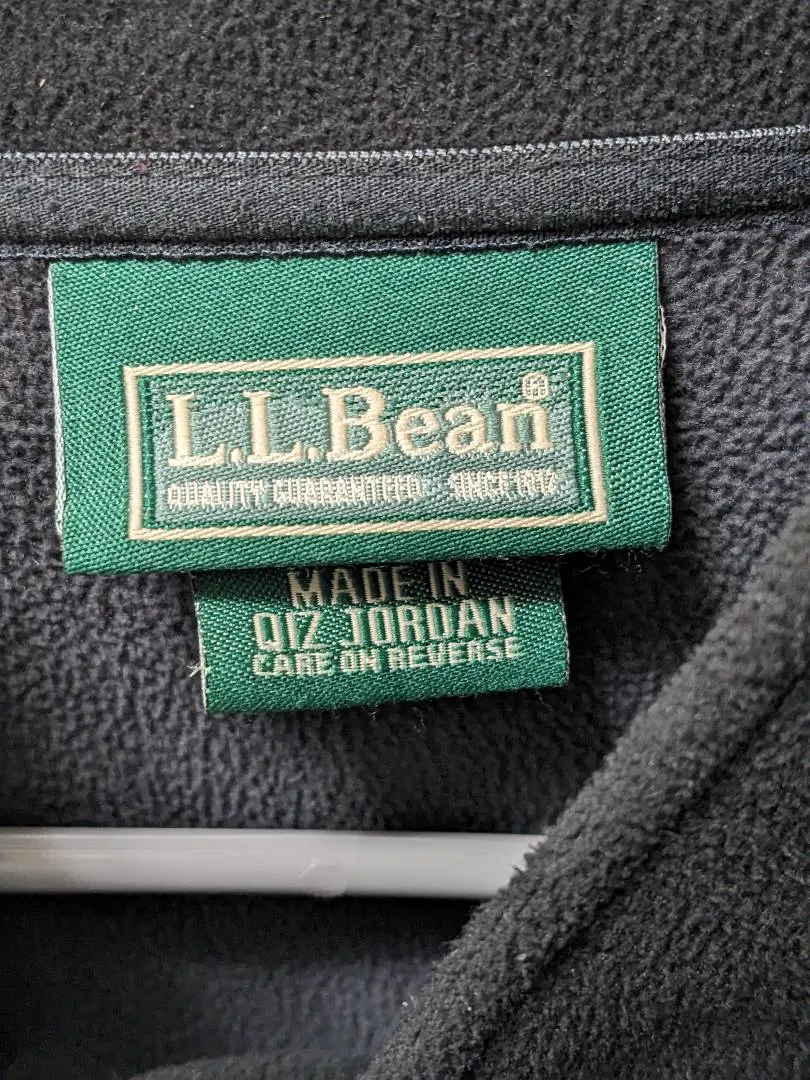 L.L.Bean®
QUALITY GUARANTEED SINCE 1912
MADE IN
QIZ JORDAN
CARE ON REVERSE